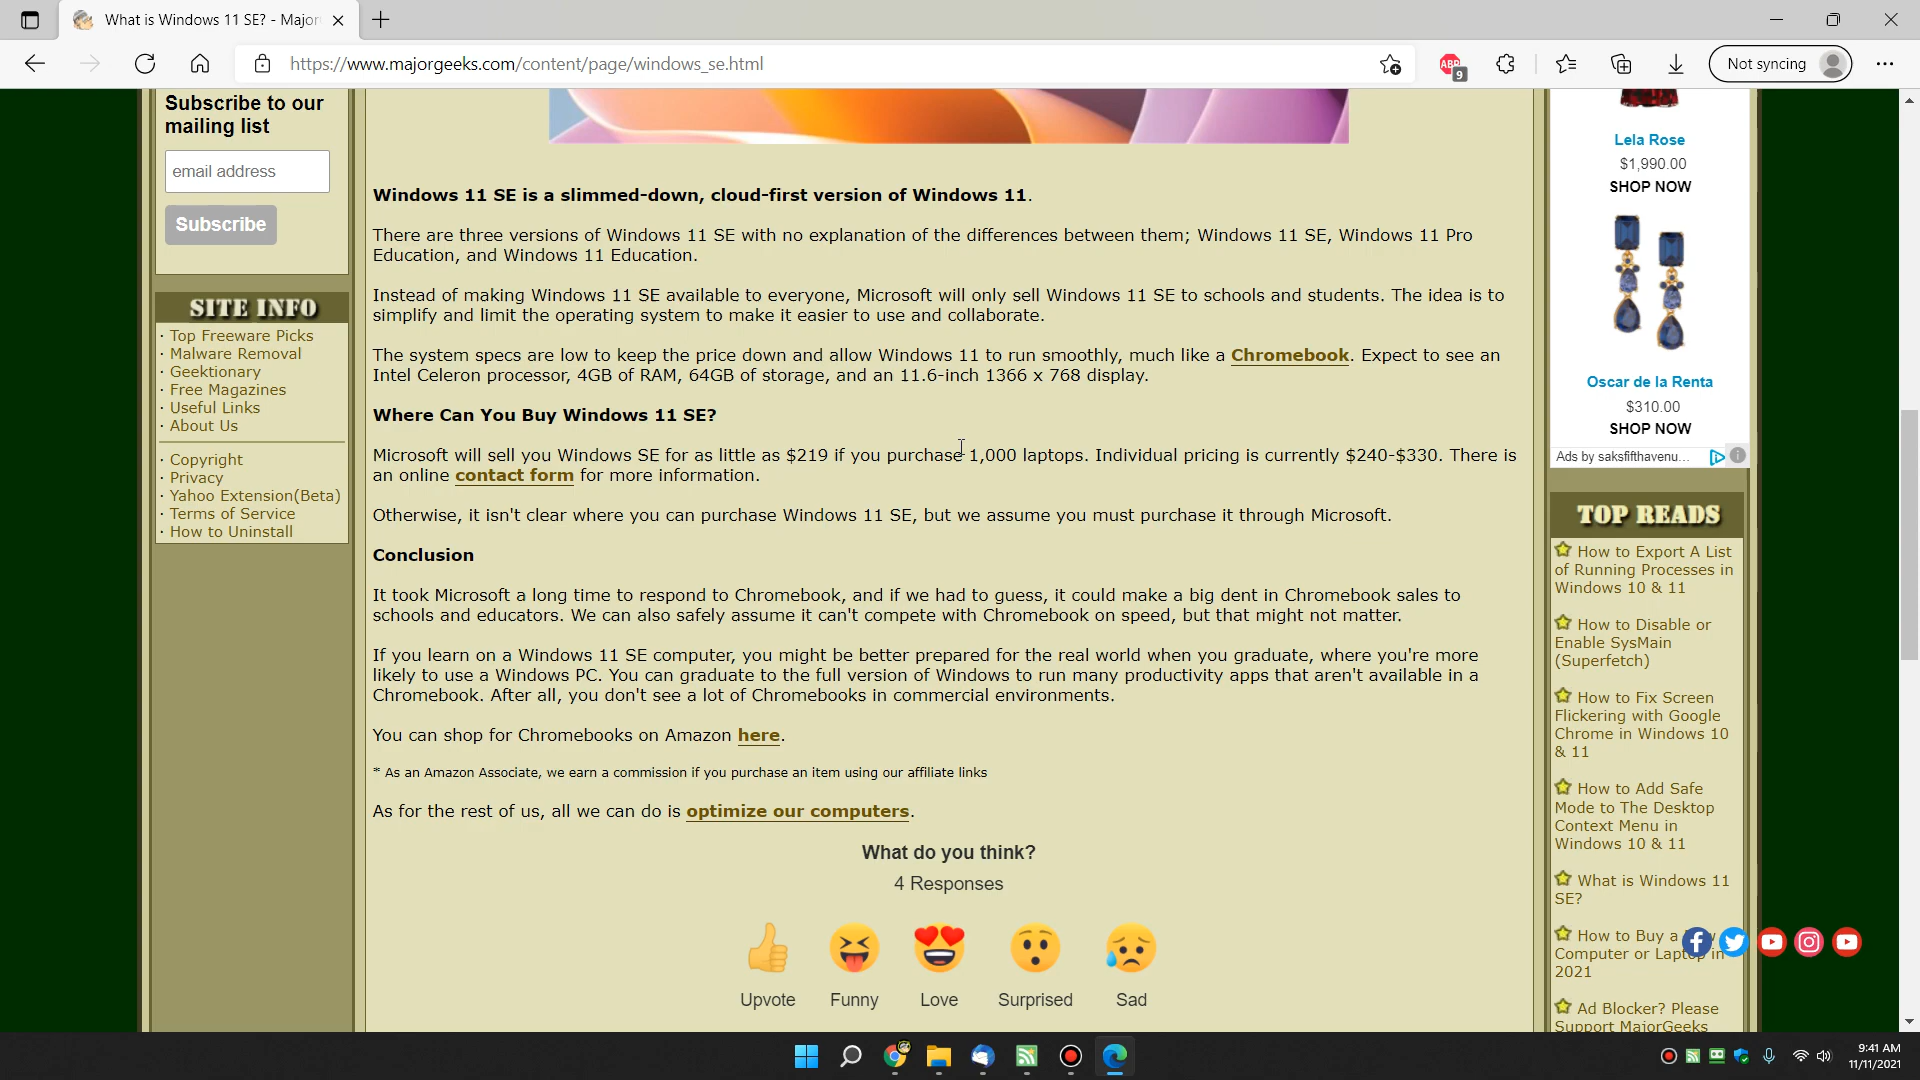 What is Windows 11 SE? - Major
https://www.majorgeeks.com/content/page/windows_se.html
ABP
9
Not syncing
Subscribe to our
mailing list
email address
Subscribe
SITE INFO
· Top Freeware Picks
· Malware Removal
· Geektionary
· Free Magazines
· Useful Links
· About Us
· Copyright
· Privacy
· Yahoo Extension(Beta)
· Terms of Service
· How to Uninstall
Windows 11 SE is a slimmed-down, cloud-first version of Windows 11.
There are three versions of Windows 11 SE with no explanation of the differences between them; Windows 11 SE, Windows 11 Pro
Education, and Windows 11 Education.
Instead of making Windows 11 SE available to everyone, Microsoft will only sell Windows 11 SE to schools and students. The idea is to
simplify and limit the operating system to make it easier to use and collaborate.
The system specs are low to keep the price down and allow Windows 11 to run smoothly, much like a Chromebook. Expect to see an
Intel Celeron processor, 4GB of RAM, 64GB of storage, and an 11.6-inch 1366 x 768 display.
Where Can You Buy Windows 11 SE?
Microsoft will sell you Windows SE for as little as $219 if you purchase 1,000 laptops. Individual pricing is currently $240-$330. There is
an online contact form for more information.
Otherwise, it isn't clear where you can purchase Windows 11 SE, but we assume you must purchase it through Microsoft.
Conclusion
It took Microsoft a long time to respond to Chromebook, and if we had to guess, it could make a big dent in Chromebook sales to
schools and educators. We can also safely assume it can't compete with Chromebook on speed, but that might not matter.
If you learn on a Windows 11 SE computer, you might be better prepared for the real world when you graduate, where you're more
likely to use a Windows PC. You can graduate to the full version of Windows to run many productivity apps that aren't available in a
Chromebook. After all, you don't see a lot of Chromebooks in commercial environments.
You can shop for Chromebooks on Amazon here.
* As an Amazon Associate, we earn a commission if you purchase an item using our affiliate links
As for the rest of us, all we can do is optimize our computers.
What do you think?
4 Responses
Upvote Funny Love Surprised Sad
Lela Rose
$1,990.00
SHOP NOW
Oscar de la Renta
$310.00
SHOP NOW
Ads by saksfifthavenu...
TOP READS
How to Export A List
of Running Processes in
Windows 10 & 11
How to Disable or
Enable SysMain
(Superfetch)
How to Fix Screen
Flickering with Google
Chrome in Windows 10
& 11
How to Add Safe
Mode to The Desktop
Context Menu in
Windows 10 & 11
What is Windows 11
SE?
How to Buy a
Computer or Laptop in
2021
Ad Blocker? Please
Support MajorGeeks
9:41 AM
11/11/2021